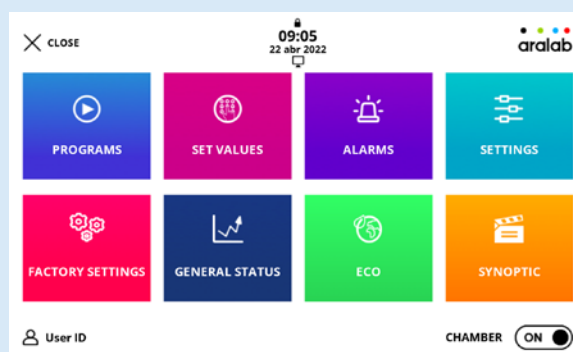 CLOSE
09:05
22 abr 2022
aralab
PROGRAMS
SET VALUES
ALARMS
SETTINGS
FACTORY SETTINGS
GENERAL STATUS
ECO
SYNOPTIC
User ID
CHAMBER ON